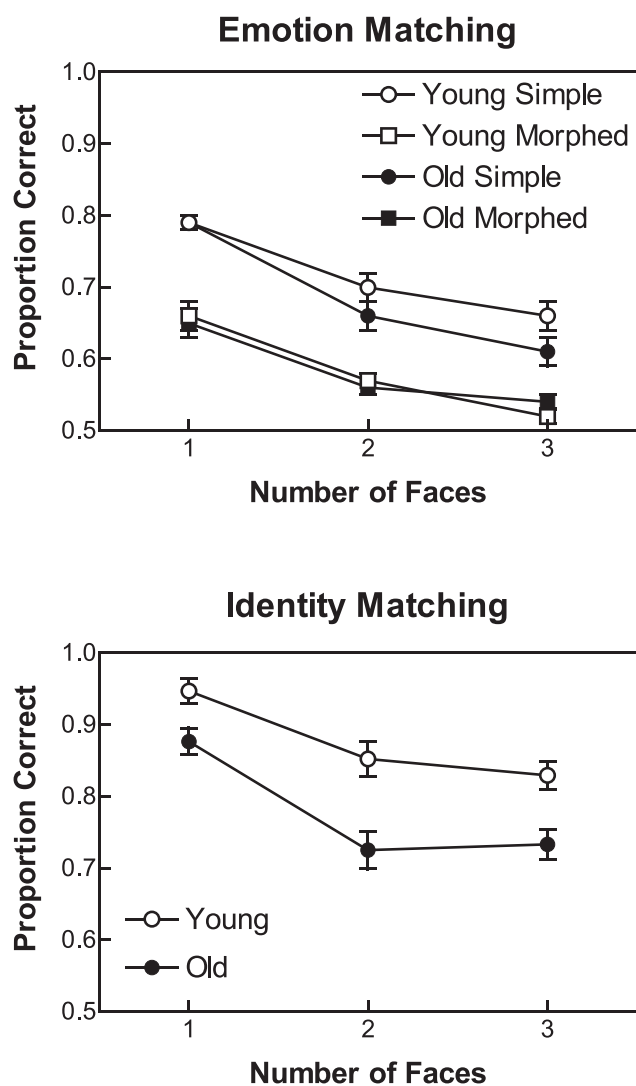 Emotion Matching
1.0
0.9
0.8
0.7
0.6
0.5
Proportion Correct
Young Simple
Young Morphed
Old Simple
Old Morphed
1 2 3
Number of Faces
Identity Matching
1.0
0.9
0.8
0.7
0.6
0.5
Proportion Correct
Young
Old
1 2 3
Number of Faces